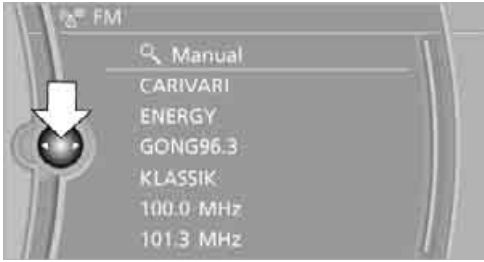 FM
Manual
CARIVARI
ENERGY
GONG96.3
KLASSIK
100.0 MHz
101.3 MHz